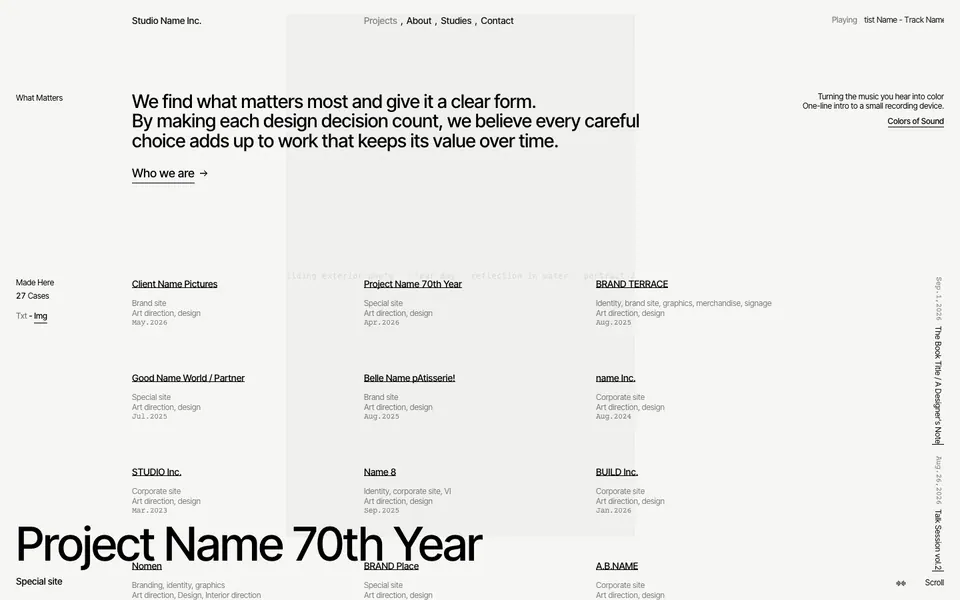 Studio Name Inc.
Projects , About , Studies , Contact
Playing tist Name - Track Name
What Matters
We find what matters most and give it a clear form.
By making each design decision count, we believe every careful
choice adds up to work that keeps its value over time.
Who we are →
Turning the music you hear into color
One-line intro to a small recording device.
Colors of Sound
Made Here
27 Cases
Txt - Img
ilding exterior reflection in water portrait
Client Name Pictures
Brand site
Art direction, design
May.2026
Project Name 70th Year
Special site
Art direction, design
Apr.2026
BRAND TERRACE
Identity, brand site, graphics, merchandise, signage
Art direction, design
Aug.2025
Good Name World / Partner
Special site
Art direction, design
Jul.2025
Belle Name pAtisserie!
Brand site
Art direction, design
Aug.2025
name Inc.
Corporate site
Art direction, design
Aug.2024
STUDIO Inc.
Corporate site
Art direction, design
Mar.2023
Name 8
Identity, corporate site, VI
Art direction, design
Sep.2025
BUILD Inc.
Corporate site
Art direction, design
Jan.2026
Nomen
Branding, identity, graphics
Art direction, Design, Interior direction
BRAND Place
Special site
Art direction, design
A.B.NAME
Corporate site
Art direction, design
Sep.1,2026 The Book Title / A Designer's Note
Aug.26,2026 Talk Session vol.2
Project Name 70th Year
Special site
Scroll